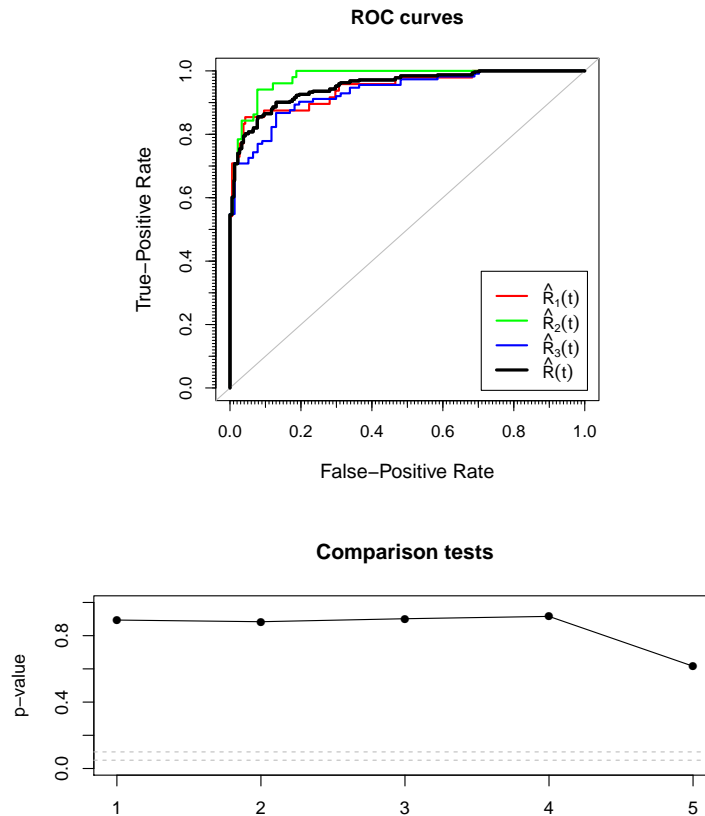 ROC curves
True−Positive Rate
1.0
0.8
0.6
0.4
0.2
0.0
R̂₁(t)
R̂₂(t)
R̂₃(t)
R̂(t)
0.0 0.2 0.4 0.6 0.8 1.0
False−Positive Rate
Comparison tests
p−value
0.8
0.4
0.0
1 2 3 4 5